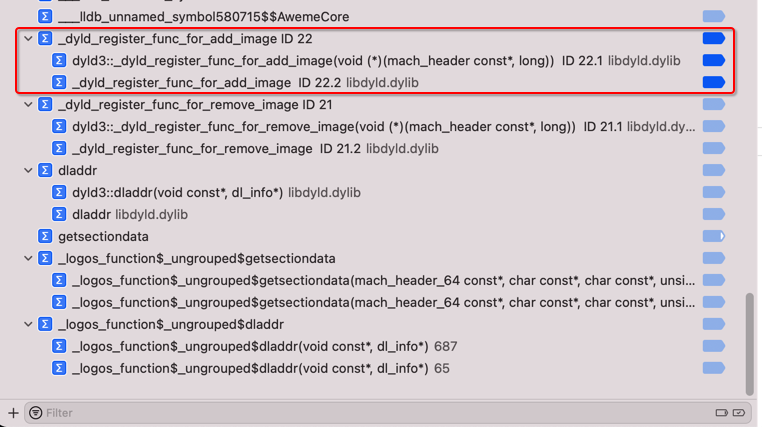 ___lldb_unnamed_symbol580715$$AwemeCore
_dyld_register_func_for_add_image ID 22
dyld3::_dyld_register_func_for_add_image(void (*)(mach_header const*, long)) ID 22.1 libdyld.dylib
_dyld_register_func_for_add_image ID 22.2 libdyld.dylib
_dyld_register_func_for_remove_image ID 21
dyld3::_dyld_register_func_for_remove_image(void (*)(mach_header const*, long)) ID 21.1 libdyld.dy...
_dyld_register_func_for_remove_image ID 21.2 libdyld.dylib
dladdr
dyld3::dladdr(void const*, dl_info*) libdyld.dylib
dladdr libdyld.dylib
getsectiondata
_logos_function$_ungrouped$getsectiondata
_logos_function$_ungrouped$getsectiondata(mach_header_64 const*, char const*, char const*, unsi...
_logos_function$_ungrouped$getsectiondata(mach_header_64 const*, char const*, char const*, unsi...
_logos_function$_ungrouped$dladdr
_logos_function$_ungrouped$dladdr(void const*, dl_info*) 687
_logos_function$_ungrouped$dladdr(void const*, dl_info*) 65
Filter